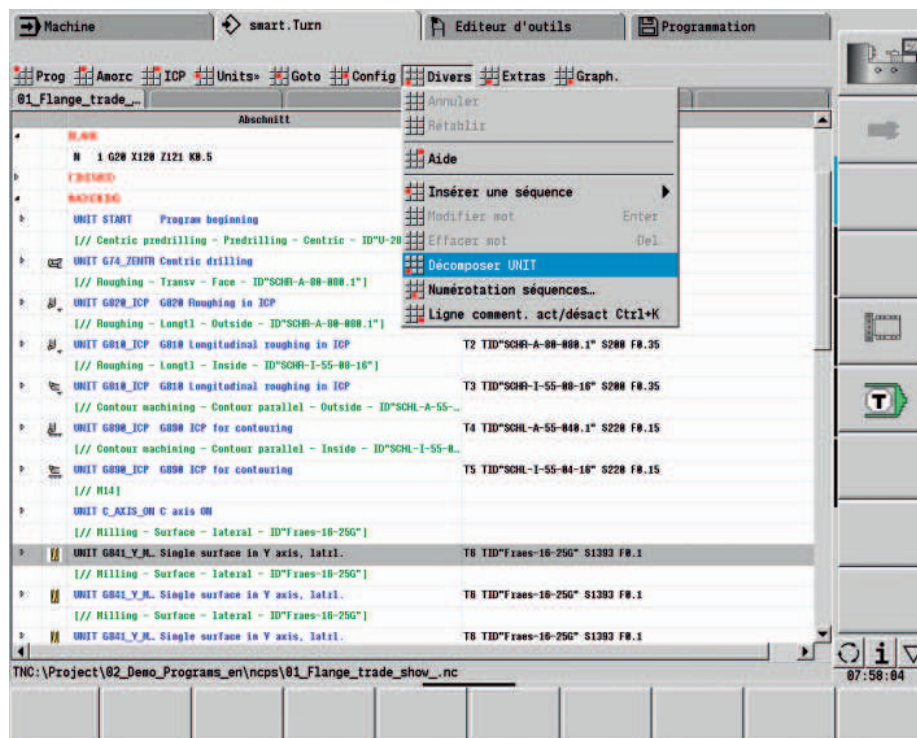 Machine smart.Turn Editeur d'outils Programmation
Prog Amorc ICP Units» Goto Config Divers Extras Graph.
01_Flange_trade_…
Abschnitt
Annuler
Rétablir
N 1 G20 X120 Z121 K0.5
Aide
FINISHED
MACHINING
Insérer une séquence
UNIT START Program beginning
Modifier mot Enter
[// Centric predrilling - Predrilling - Centric - ID"U-20
Effacer mot Del
UNIT G74_ZENTR Centric drilling
Décomposer UNIT
[// Roughing - Transv - Face - ID"SCHR-A-80-080.1"]
Numérotation séquences…
UNIT G820_ICP G820 Roughing in ICP
Ligne comment. act/désact Ctrl+K
[// Roughing - Longtl - Outside - ID"SCHR-A-80-080.1"]
UNIT G810_ICP G810 Longitudinal roughing in ICP T2 TID"SCHR-A-80-080.1" S200 F0.35
[// Roughing - Longtl - Inside - ID"SCHR-I-55-08-16"]
UNIT G810_ICP G810 Longitudinal roughing in ICP T3 TID"SCHR-I-55-08-16" S200 F0.35
[// Contour machining - Contour parallel - Outside - ID"SCHL-A-55-…
UNIT G890_ICP G890 ICP for contouring T4 TID"SCHL-A-55-040.1" S220 F0.15
[// Contour machining - Contour parallel - Inside - ID"SCHL-I-55-0…
UNIT G890_ICP G890 ICP for contouring T5 TID"SCHL-I-55-04-16" S220 F0.15
[// M14]
UNIT C_AXIS_ON C axis ON
[// Milling - Surface - lateral - ID"Fraes-16-25G"]
UNIT G841_Y_M… Single surface in Y axis, latrl. T6 TID"Fraes-16-25G" S1393 F0.1
[// Milling - Surface - lateral - ID"Fraes-16-25G"]
UNIT G841_Y_M… Single surface in Y axis, latrl. T6 TID"Fraes-16-25G" S1393 F0.1
[// Milling - Surface - lateral - ID"Fraes-16-25G"]
UNIT G841_Y_M… Single surface in Y axis, latrl. T6 TID"Fraes-16-25G" S1393 F0.1
TNC:\Project\02_Demo_Programs_en\ncps\01_Flange_trade_show_.nc
T
i
07:58:04